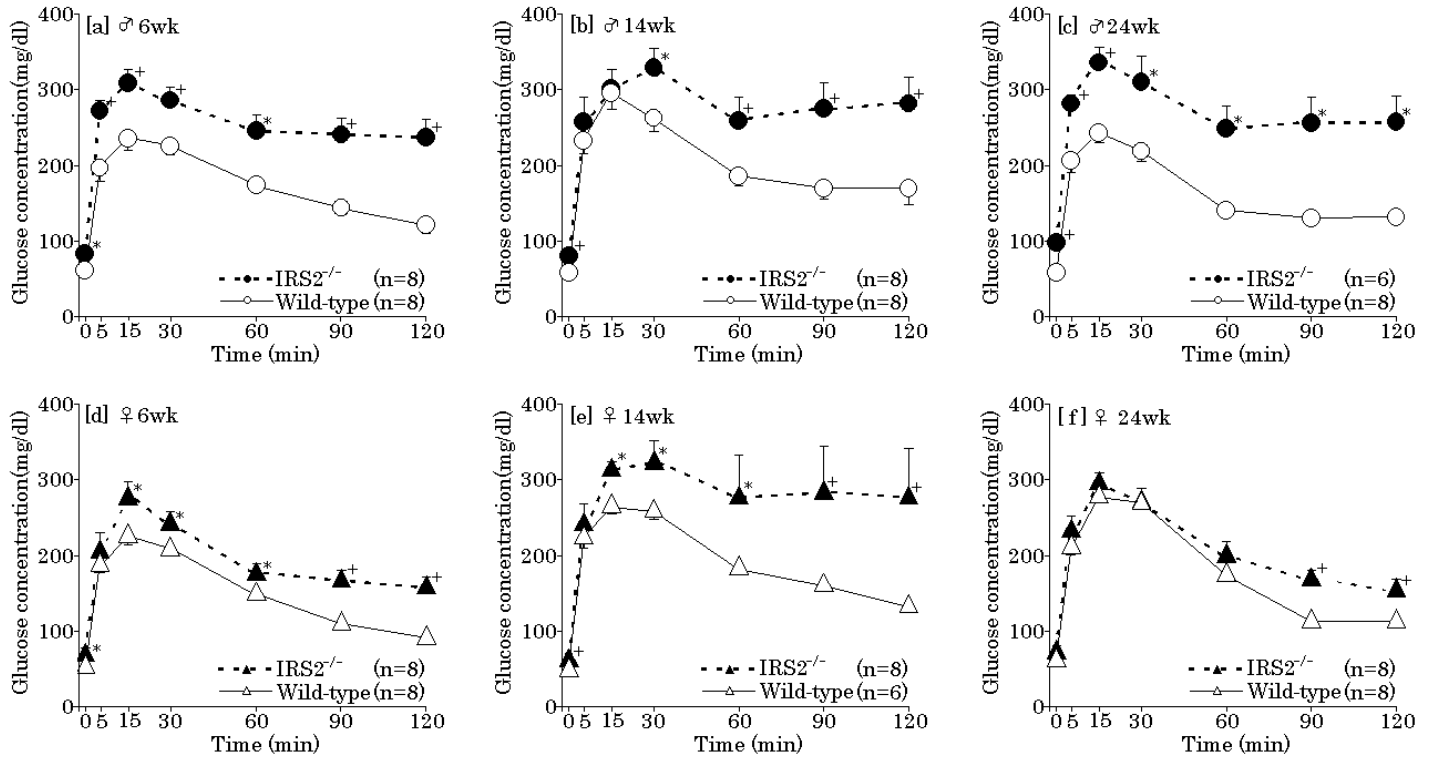 [a] ♂ 6wk
Glucose concentration(mg/dl)
400
300
200
100
0
* + + + * + +
IRS2⁻/⁻ (n=8)
Wild-type (n=8)
0 5 15 30 60 90 120
Time (min)
[b] ♂ 14wk
Glucose concentration(mg/dl)
400
300
200
100
0
+ * + + +
IRS2⁻/⁻ (n=8)
Wild-type (n=8)
0 5 15 30 60 90 120
Time (min)
[c] ♂ 24wk
Glucose concentration(mg/dl)
400
300
200
100
0
+ + + * * * *
IRS2⁻/⁻ (n=6)
Wild-type (n=8)
0 5 15 30 60 90 120
Time (min)
[d] ♀ 6wk
Glucose concentration(mg/dl)
400
300
200
100
0
* * * * + +
IRS2⁻/⁻ (n=8)
Wild-type (n=8)
0 5 15 30 60 90 120
Time (min)
[e] ♀ 14wk
Glucose concentration(mg/dl)
400
300
200
100
0
+ * * * + +
IRS2⁻/⁻ (n=8)
Wild-type (n=6)
0 5 15 30 60 90 120
Time (min)
[f] ♀ 24wk
Glucose concentration(mg/dl)
400
300
200
100
0
+ +
IRS2⁻/⁻ (n=8)
Wild-type (n=8)
0 5 15 30 60 90 120
Time (min)